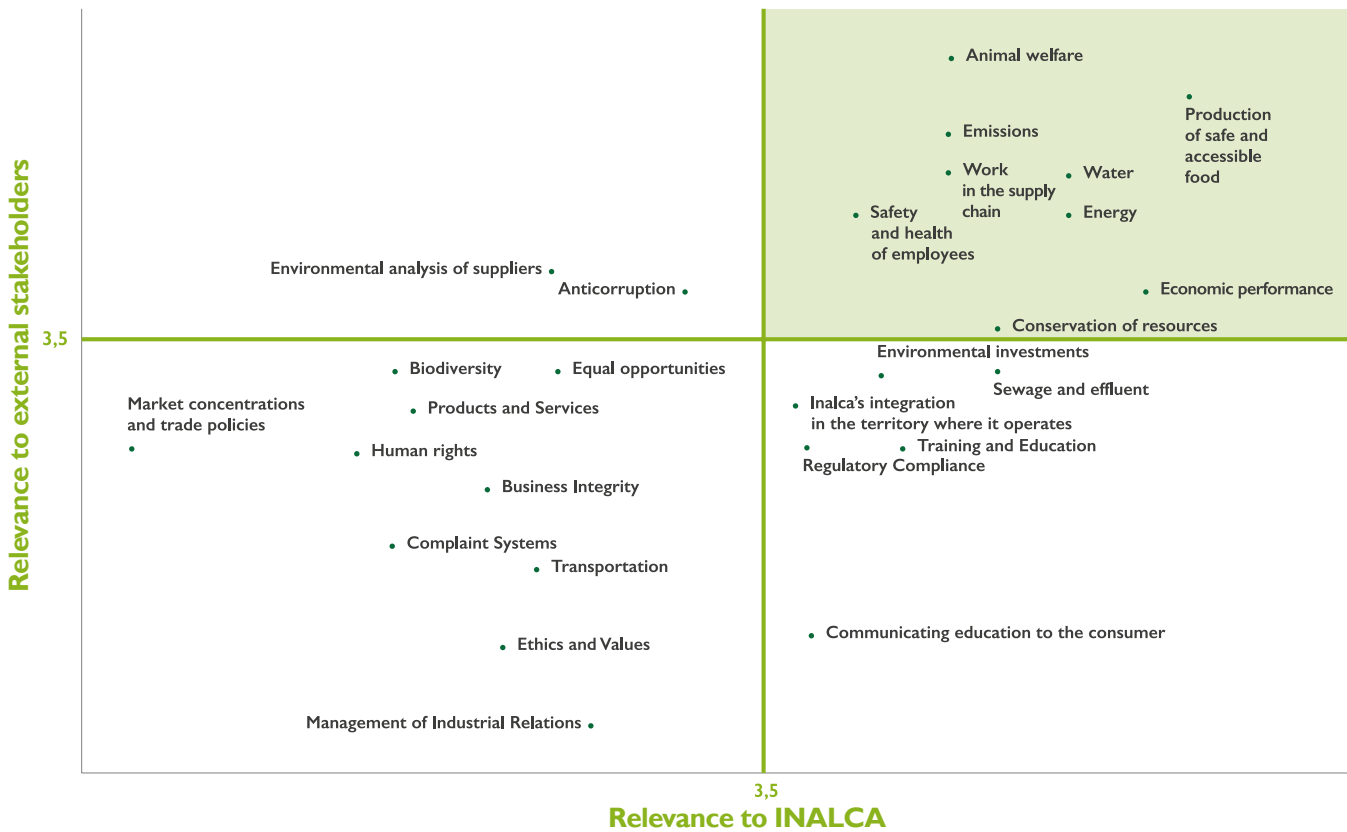 Relevance to external stakeholders
3,5
Animal welfare
Production
of safe and
accessible
food
Emissions
Work
in the supply
chain
Water
Safety
and health
of employees
Energy
Environmental analysis of suppliers
Anticorruption
Economic performance
Conservation of resources
Environmental investments
Biodiversity
Equal opportunities
Sewage and effluent
Market concentrations
and trade policies
Products and Services
Inalca's integration
in the territory where it operates
Human rights
Training and Education
Regulatory Compliance
Business Integrity
Complaint Systems
Transportation
Ethics and Values
Communicating education to the consumer
Management of Industrial Relations
3,5
Relevance to INALCA